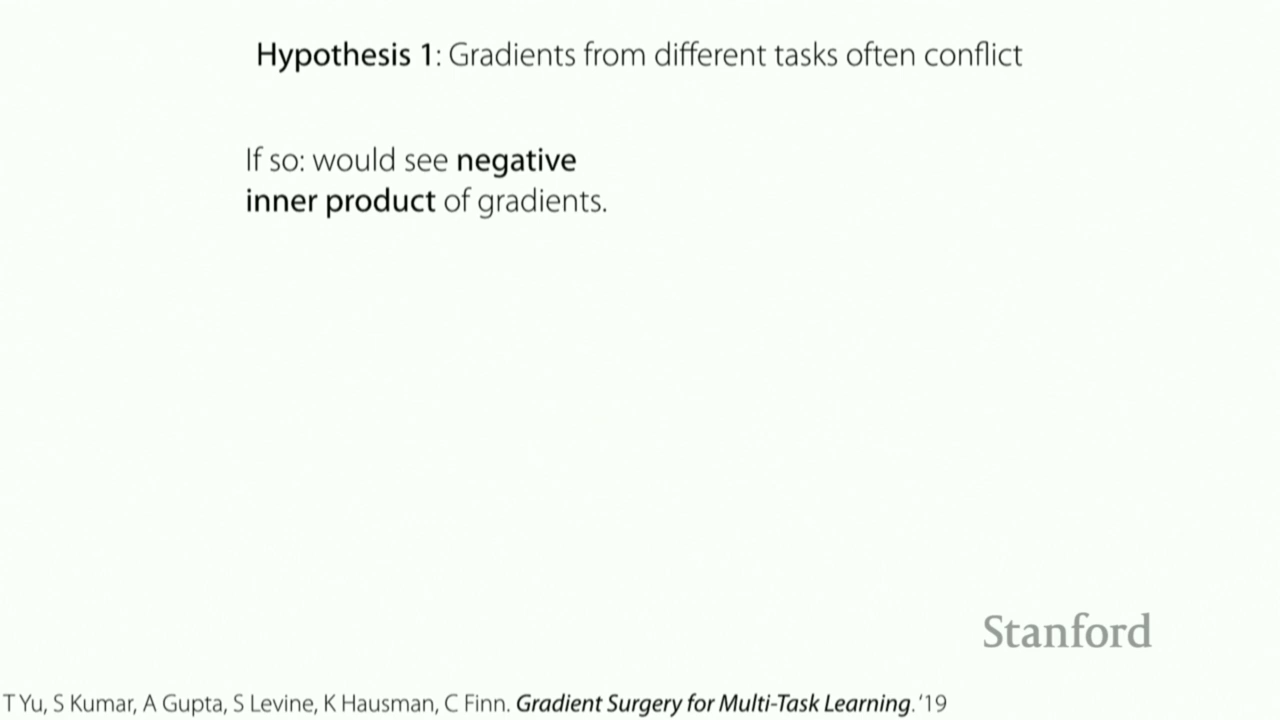 Hypothesis 1: Gradients from different tasks often conflict
If so: would see negative
inner product of gradients.
Stanford
T Yu, S Kumar, A Gupta, S Levine, K Hausman, C Finn. Gradient Surgery for Multi-Task Learning. ‘19